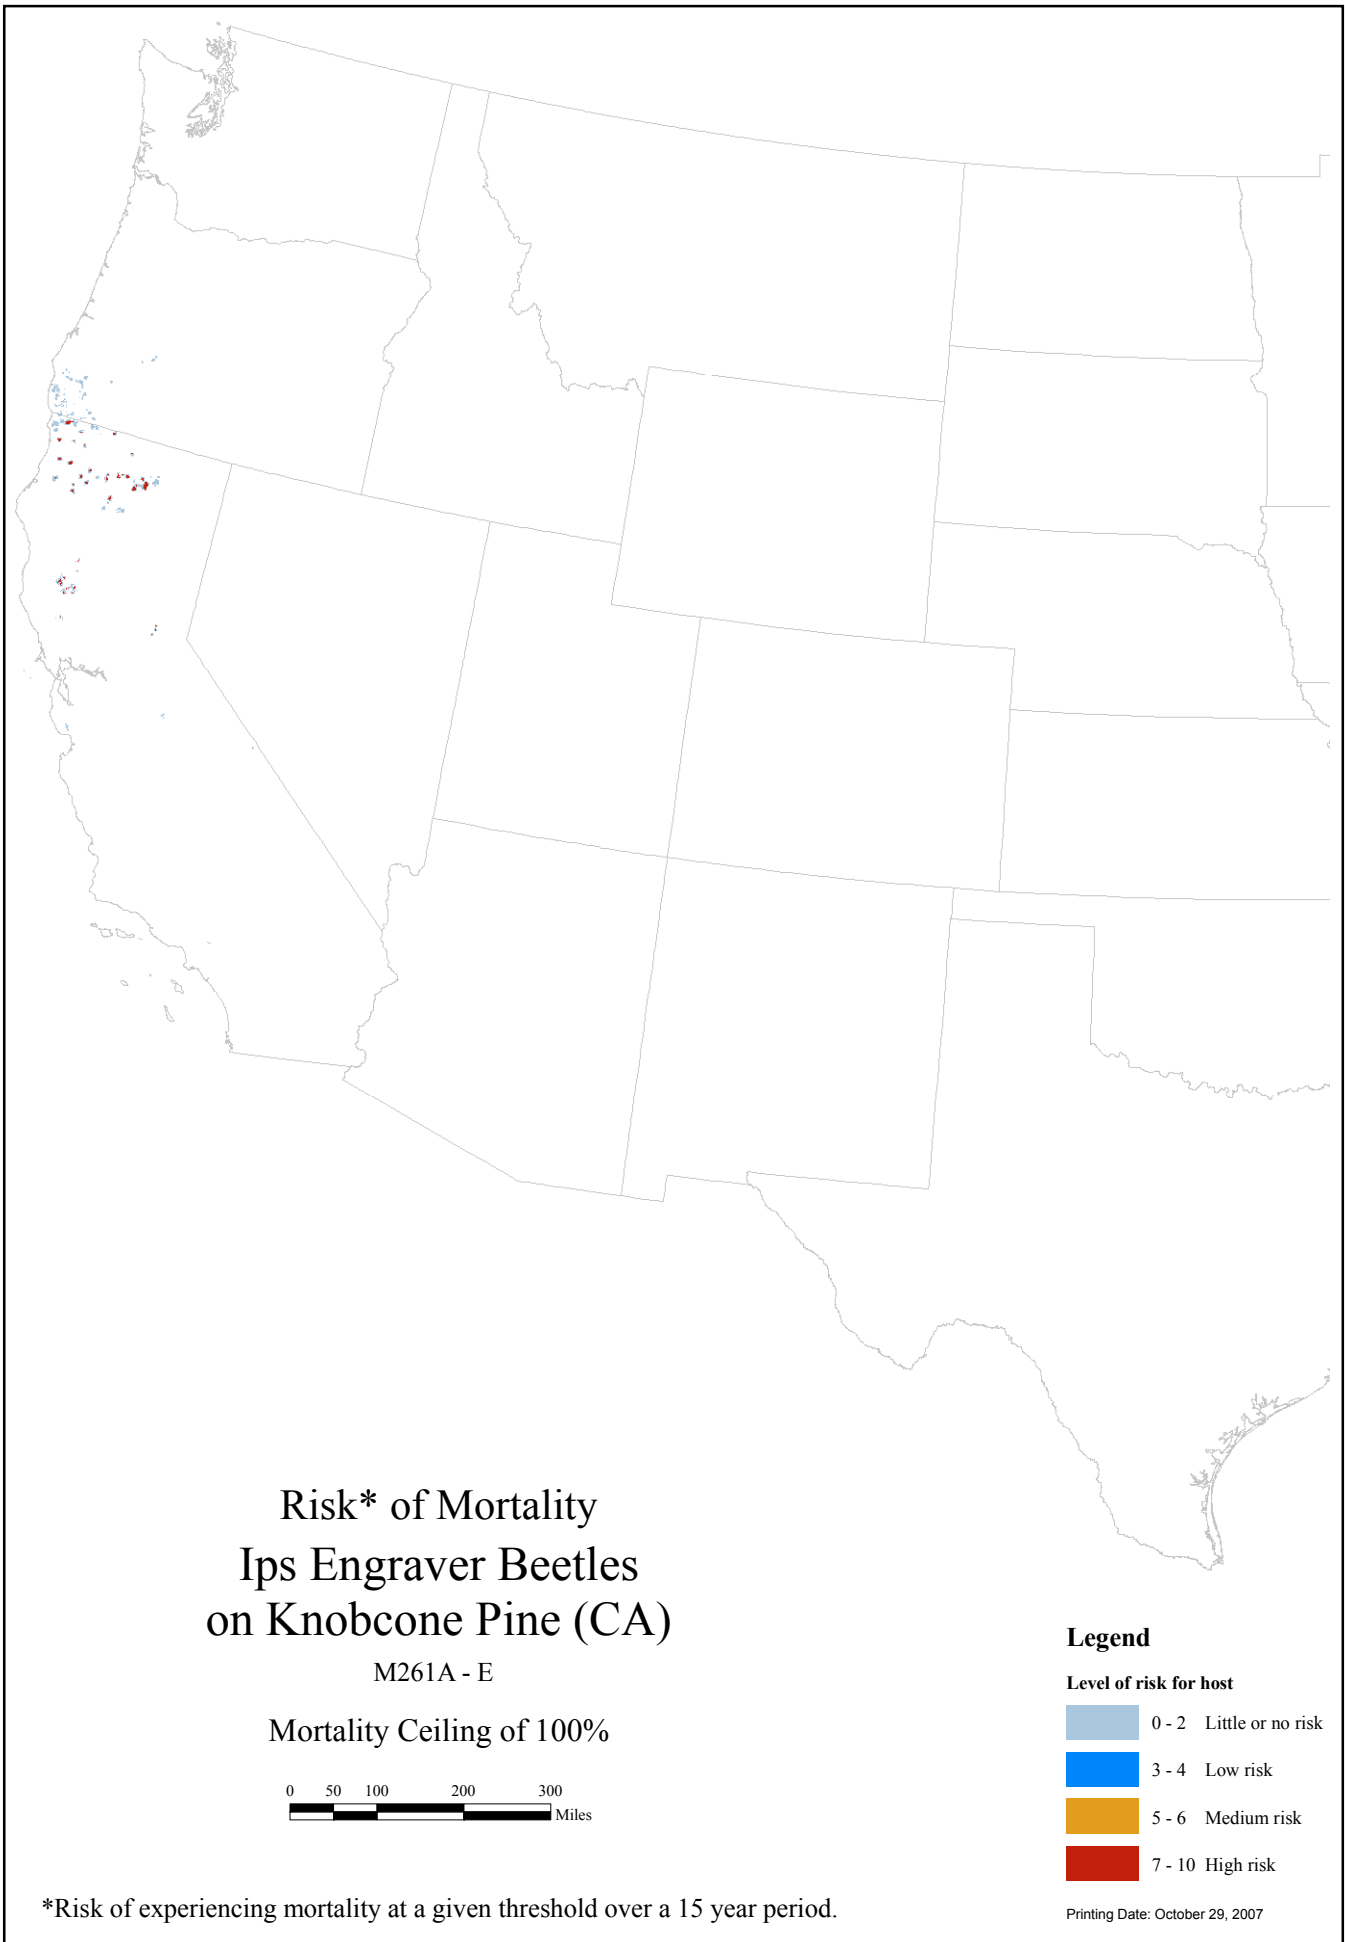 Risk* of Mortality
Ips Engraver Beetles
on Knobcone Pine (CA)
M261A - E
Mortality Ceiling of 100%
0 50 100 200 300
Miles
*Risk of experiencing mortality at a given threshold over a 15 year period.
Legend
Level of risk for host
0 - 2 Little or no risk
3 - 4 Low risk
5 - 6 Medium risk
7 - 10 High risk
Printing Date: October 29, 2007